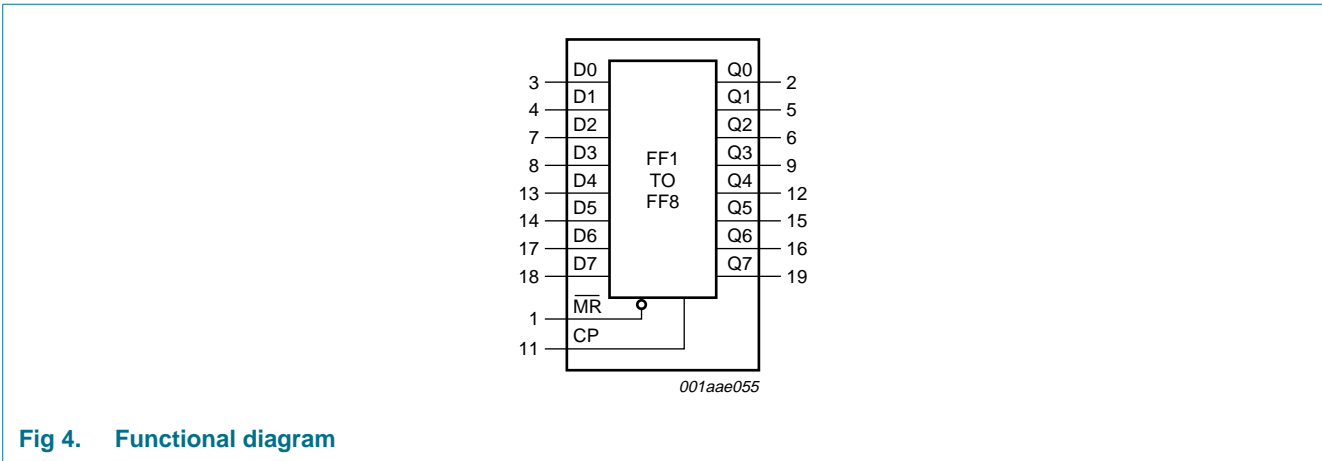 D0 Q0
3 2
D1 Q1
4 5
D2 Q2
7 6
D3 Q3
8 9
FF1
TO
FF8
D4 Q4
13 12
D5 Q5
14 15
D6 Q6
17 16
D7 Q7
18 19
MR
1
CP
11
001aae055
Fig 4. Functional diagram